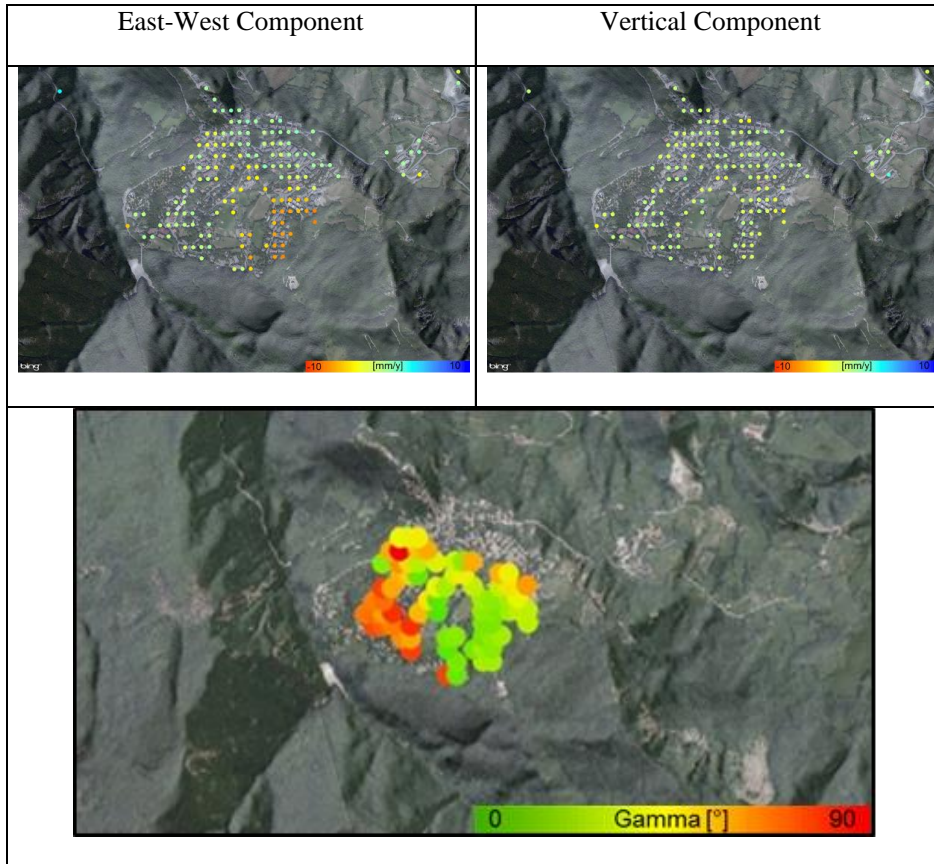 East-West Component
Vertical Component
bing
-10 [mm/y] 10
bing
-10 [mm/y] 10
0 Gamma [°] 90